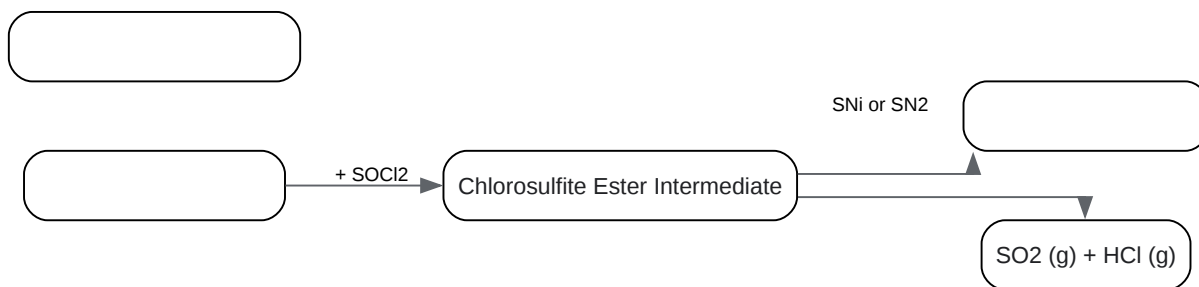 SNi or SN2
+ SOCl2
Chlorosulfite Ester Intermediate
SO2 (g) + HCl (g)